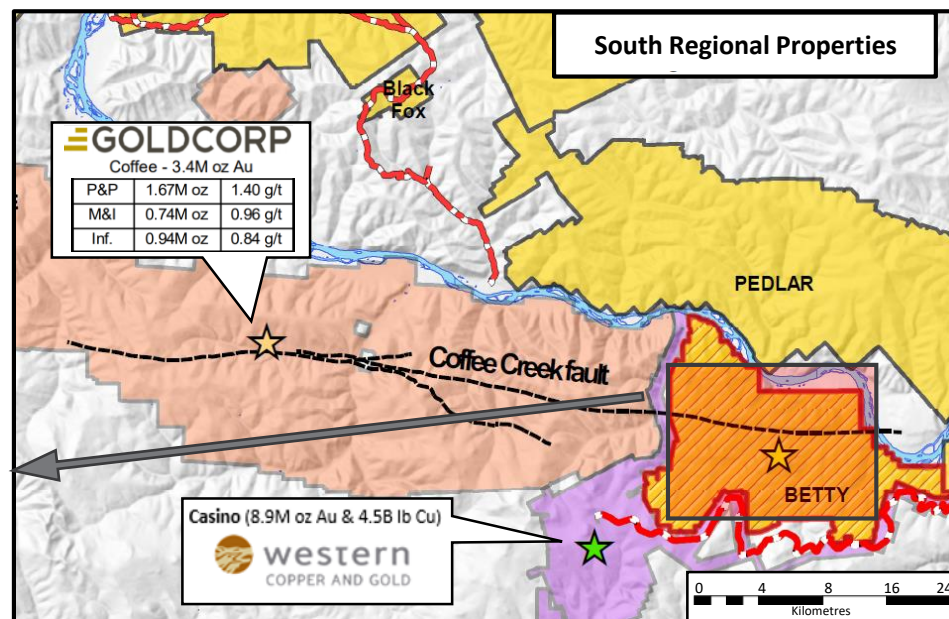 South Regional Properties
Black
Fox
GOLDCORP
Coffee - 3.4M oz Au
P&P 1.67M oz 1.40 g/t
M&I 0.74M oz 0.96 g/t
Inf. 0.94M oz 0.84 g/t
PEDLAR
Coffee Creek fault
BETTY
Casino (8.9M oz Au & 4.5B lb Cu)
western
COPPER AND GOLD
0 4 8 16 24
Kilometres